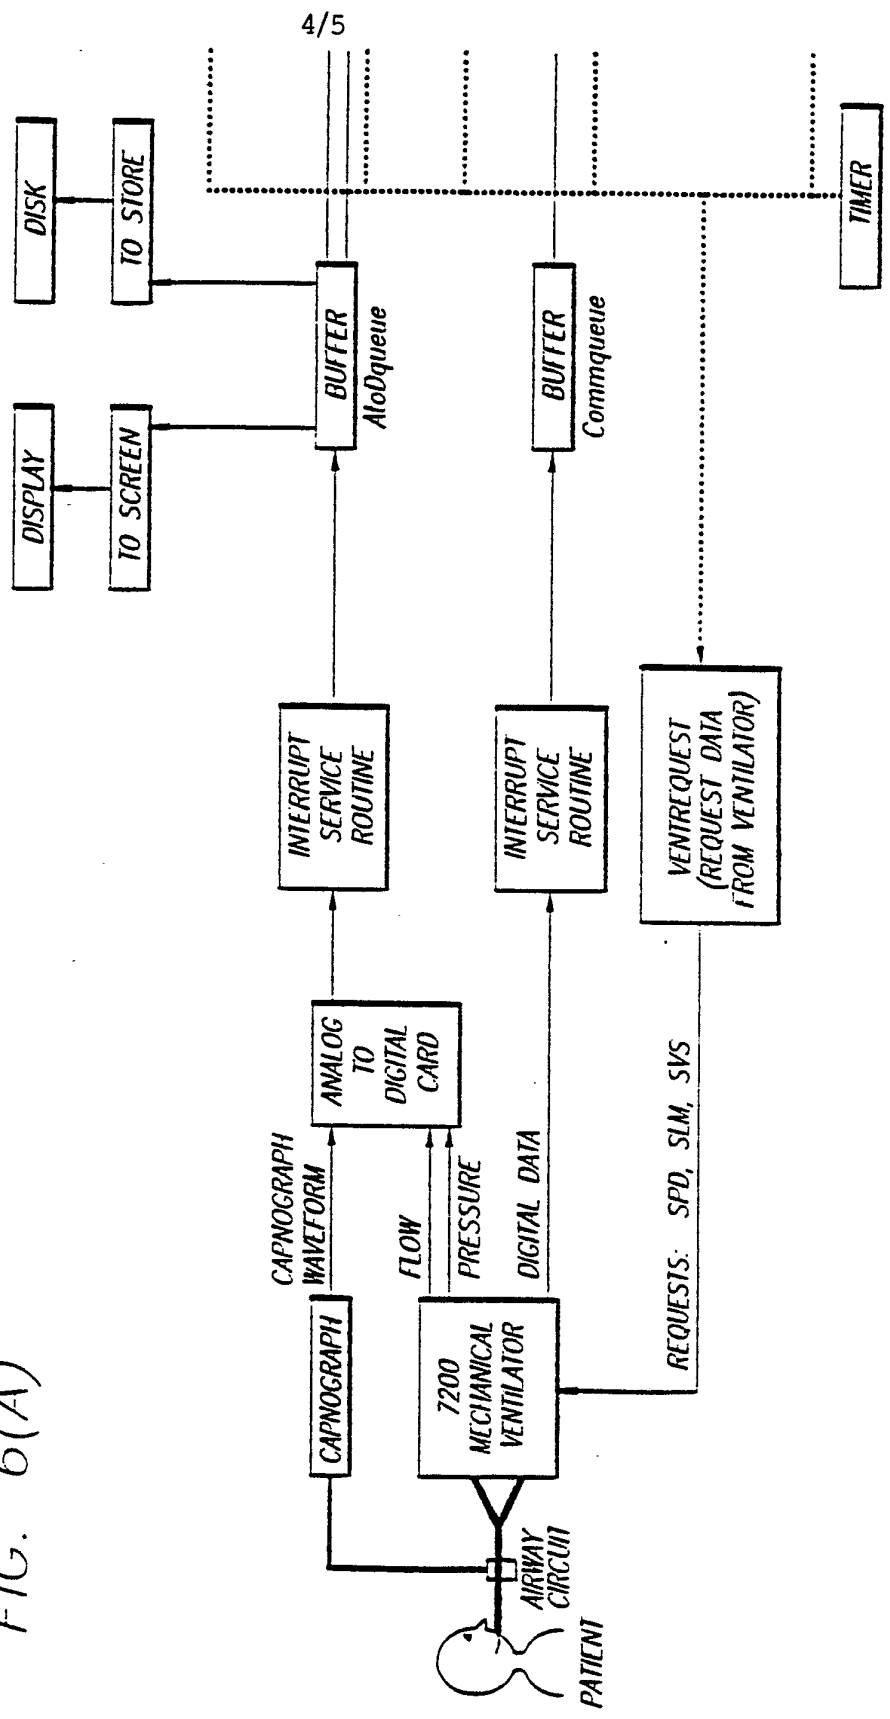 4/5
FIG. 6(A)
DISPLAY
DISK
TO SCREEN
TO STORE
CAPNOGRAPH
CAPNOGRAPH
WAVEFORM
ANALOG
TO
DIGITAL
CARD
INTERRUPT
SERVICE
ROUTINE
BUFFER
AtoDqueue
FLOW
PRESSURE
7200
MECHANICAL
VENTILATOR
AIRWAY
CIRCUIT
PATIENT
DIGITAL DATA
INTERRUPT
SERVICE
ROUTINE
BUFFER
Commqueue
REQUESTS: SPD, SLM, SVS
VENTREQUEST
(REQUEST DATA
FROM VENTILATOR)
TIMER